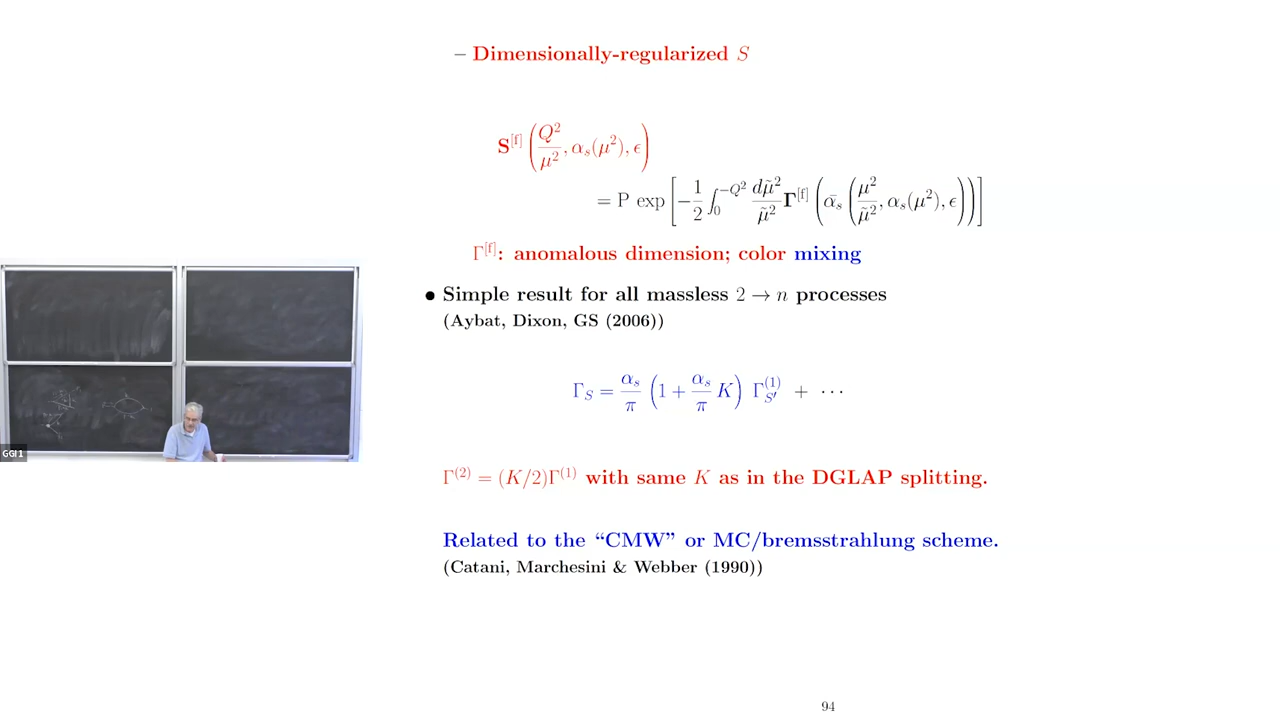 – Dimensionally-regularized S
S^{[f]} ( Q²/μ² , α_s(μ²), ϵ )
= P exp [ −1/2 ∫_0^{−Q²} dμ̃²/μ̃² Γ^{[f]} ( ᾱ_s ( μ²/μ̃² , α_s(μ²), ϵ ) ) ]
Γ^{[f]}: anomalous dimension; color mixing
● Simple result for all massless 2 → n processes
(Aybat, Dixon, GS (2006))
Γ_S = α_s/π ( 1 + α_s/π K ) Γ_{S'}^{(1)} + ⋯
Γ^{(2)} = (K/2)Γ^{(1)} with same K as in the DGLAP splitting.
Related to the “CMW” or MC/bremsstrahlung scheme.
(Catani, Marchesini & Webber (1990))
GGI1
94